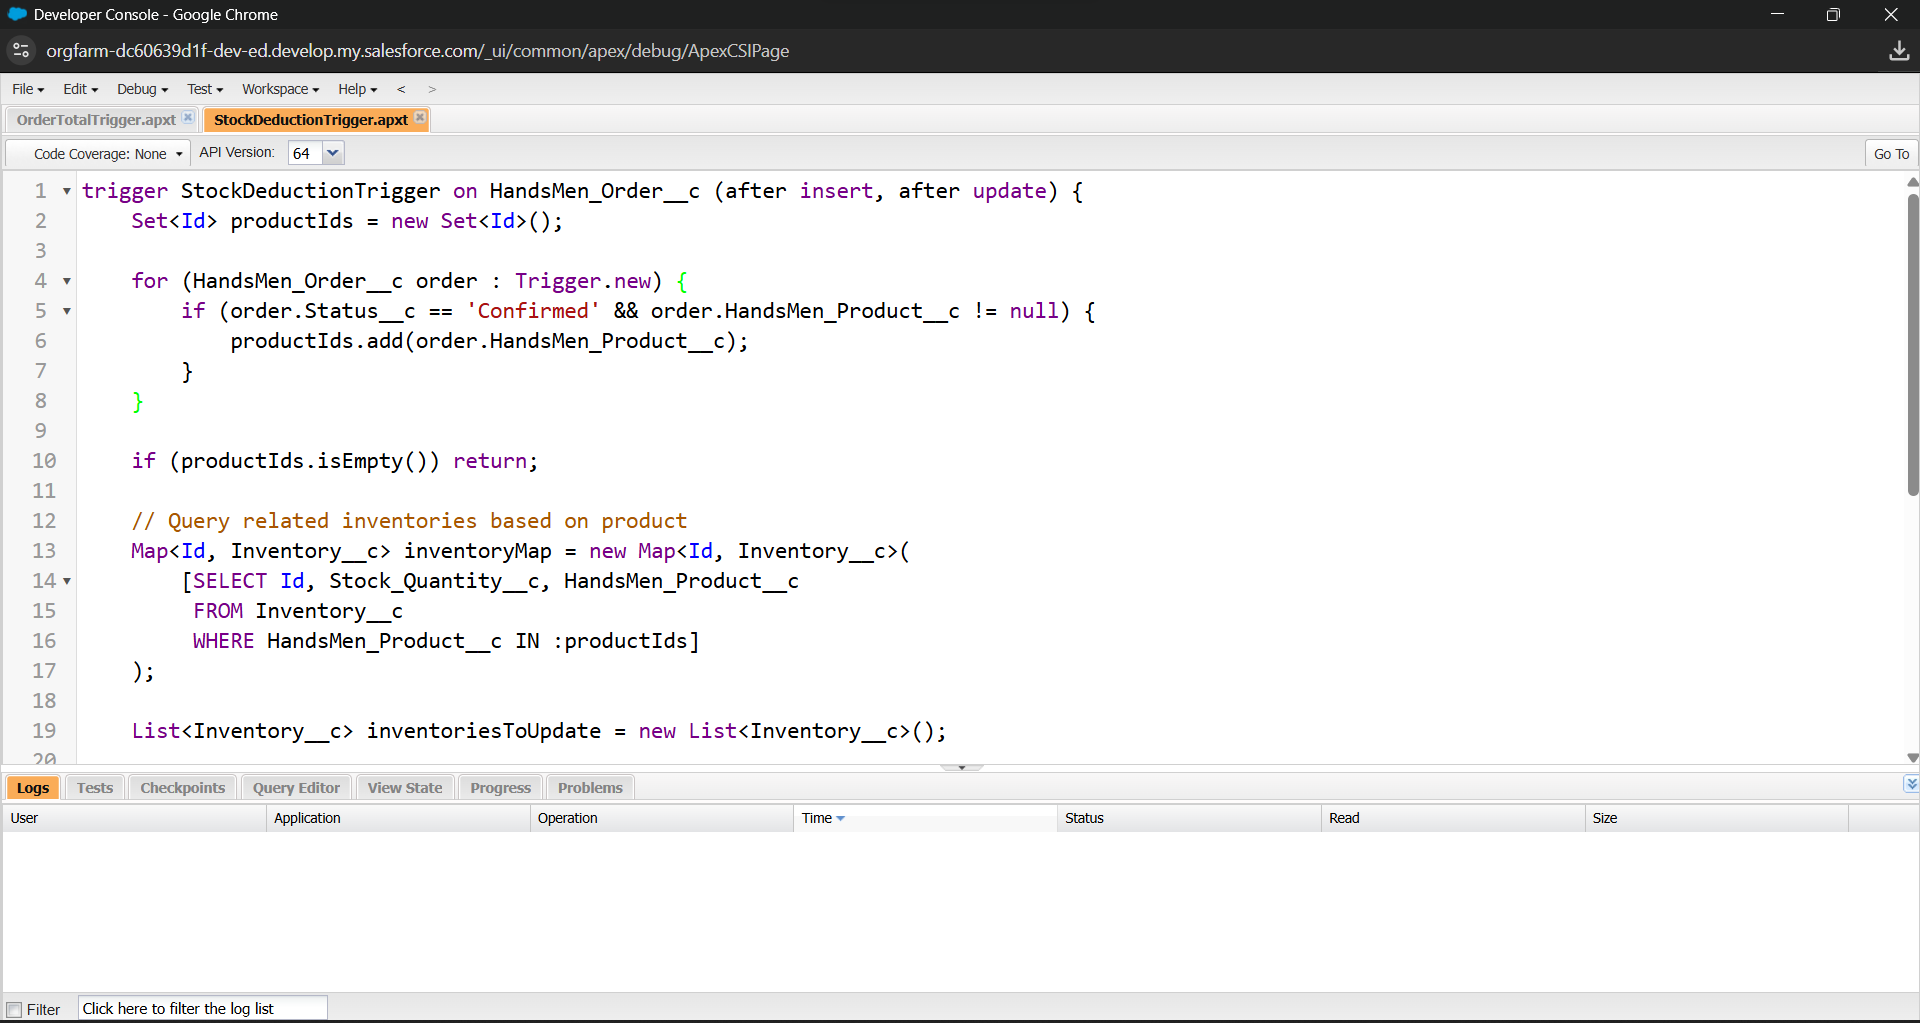 Developer Console - Google Chrome
orgfarm-dc60639d1f-dev-ed.develop.my.salesforce.com/_ui/common/apex/debug/ApexCSIPage
File Edit Debug Test Workspace Help < >
OrderTotalTrigger.apxt StockDeductionTrigger.apxt
Code Coverage: None API Version: 64 Go To
1 trigger StockDeductionTrigger on HandsMen_Order__c (after insert, after update) {
2 Set<Id> productIds = new Set<Id>();
3
4 for (HandsMen_Order__c order : Trigger.new) {
5 if (order.Status__c == 'Confirmed' && order.HandsMen_Product__c != null) {
6 productIds.add(order.HandsMen_Product__c);
7 }
8 }
9
10 if (productIds.isEmpty()) return;
11
12 // Query related inventories based on product
13 Map<Id, Inventory__c> inventoryMap = new Map<Id, Inventory__c>(
14 [SELECT Id, Stock_Quantity__c, HandsMen_Product__c
15 FROM Inventory__c
16 WHERE HandsMen_Product__c IN :productIds]
17 );
18
19 List<Inventory__c> inventoriesToUpdate = new List<Inventory__c>();
20
Logs Tests Checkpoints Query Editor View State Progress Problems
User Application Operation Time Status Read Size
Filter Click here to filter the log list